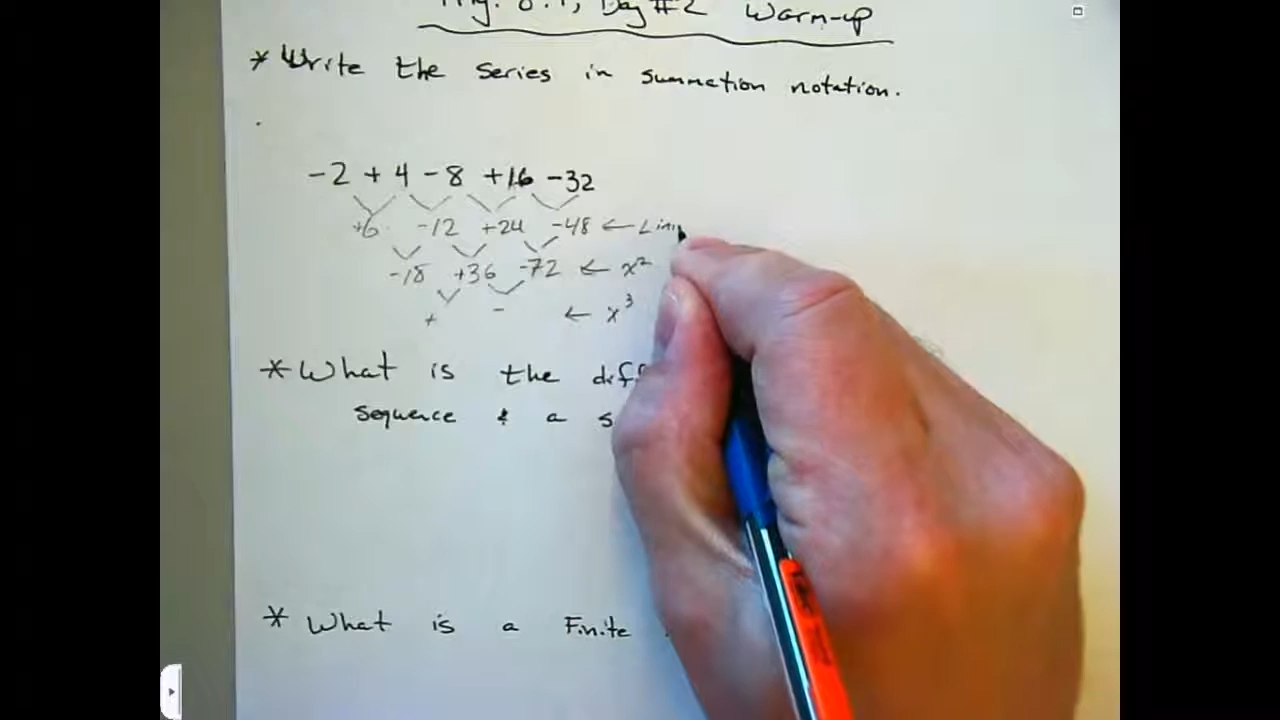 Day #2 Warm-up
* Write the series in summation notation.
-2 + 4 - 8 +16 -32
+6 -12 +24 -48 ←
-18 +36 -72 ← x²
+ - ← x³
* What is the
sequence & a
* What is a Finite